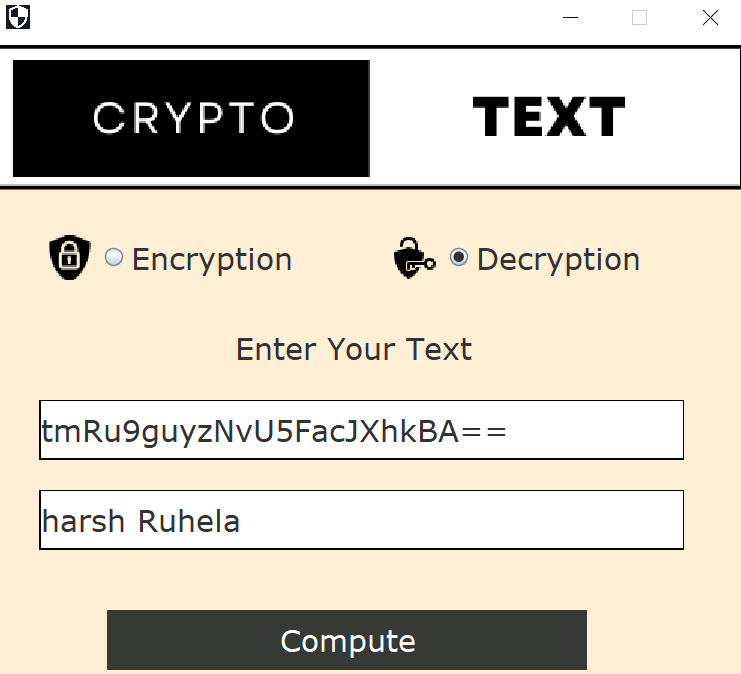 CRYPTO TEXT
Encryption Decryption
Enter Your Text
tmRu9guyzNvU5FacJXhkBA==
harsh Ruhela
Compute